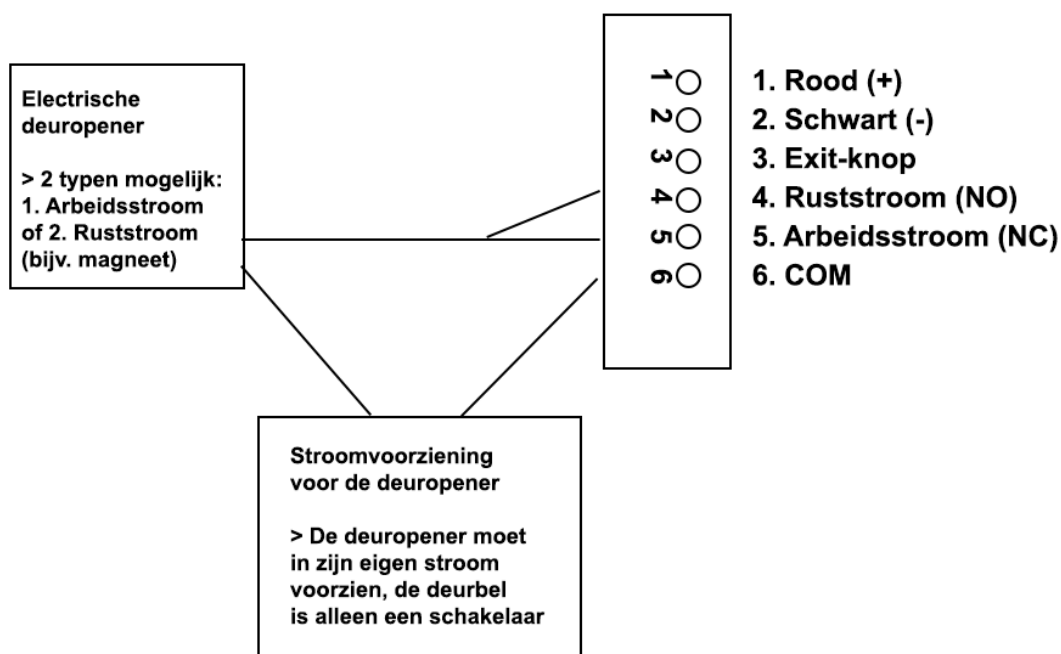 Electrische
deuropener
> 2 typen mogelijk:
1. Arbeidsstroom
of 2. Ruststroom
(bijv. magneet)
1
2
3
4
5
6
1. Rood (+)
2. Schwart (-)
3. Exit-knop
4. Ruststroom (NO)
5. Arbeidsstroom (NC)
6. COM
Stroomvoorziening
voor de deuropener
> De deuropener moet
in zijn eigen stroom
voorzien, de deurbel
is alleen een schakelaar